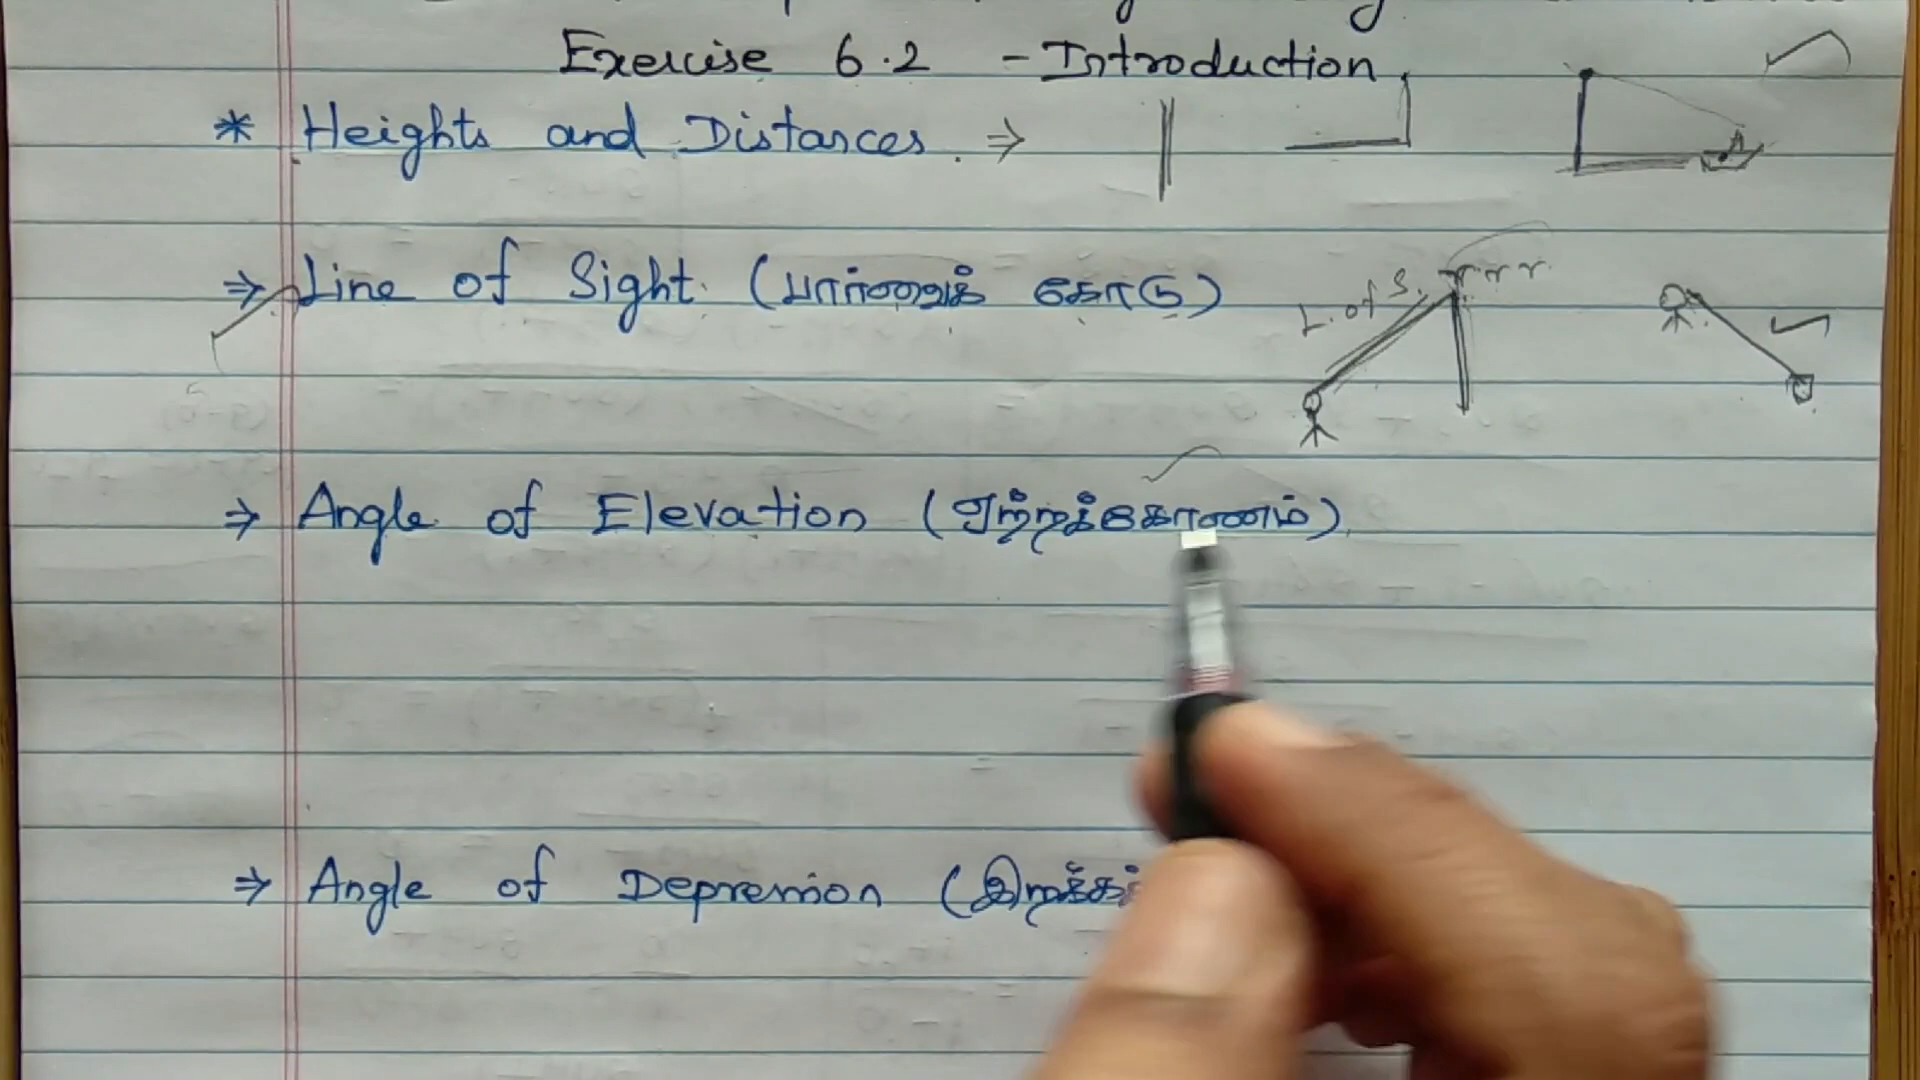 Exercise 6.2 - Introduction
* Heights and Distances. ⇒
⇒ Line of Sight. (பார்வைக் கோடு)
L. of S.
⇒ Angle of Elevation (ஏற்றக்கோணம்)
⇒ Angle of Depression (இறக்க